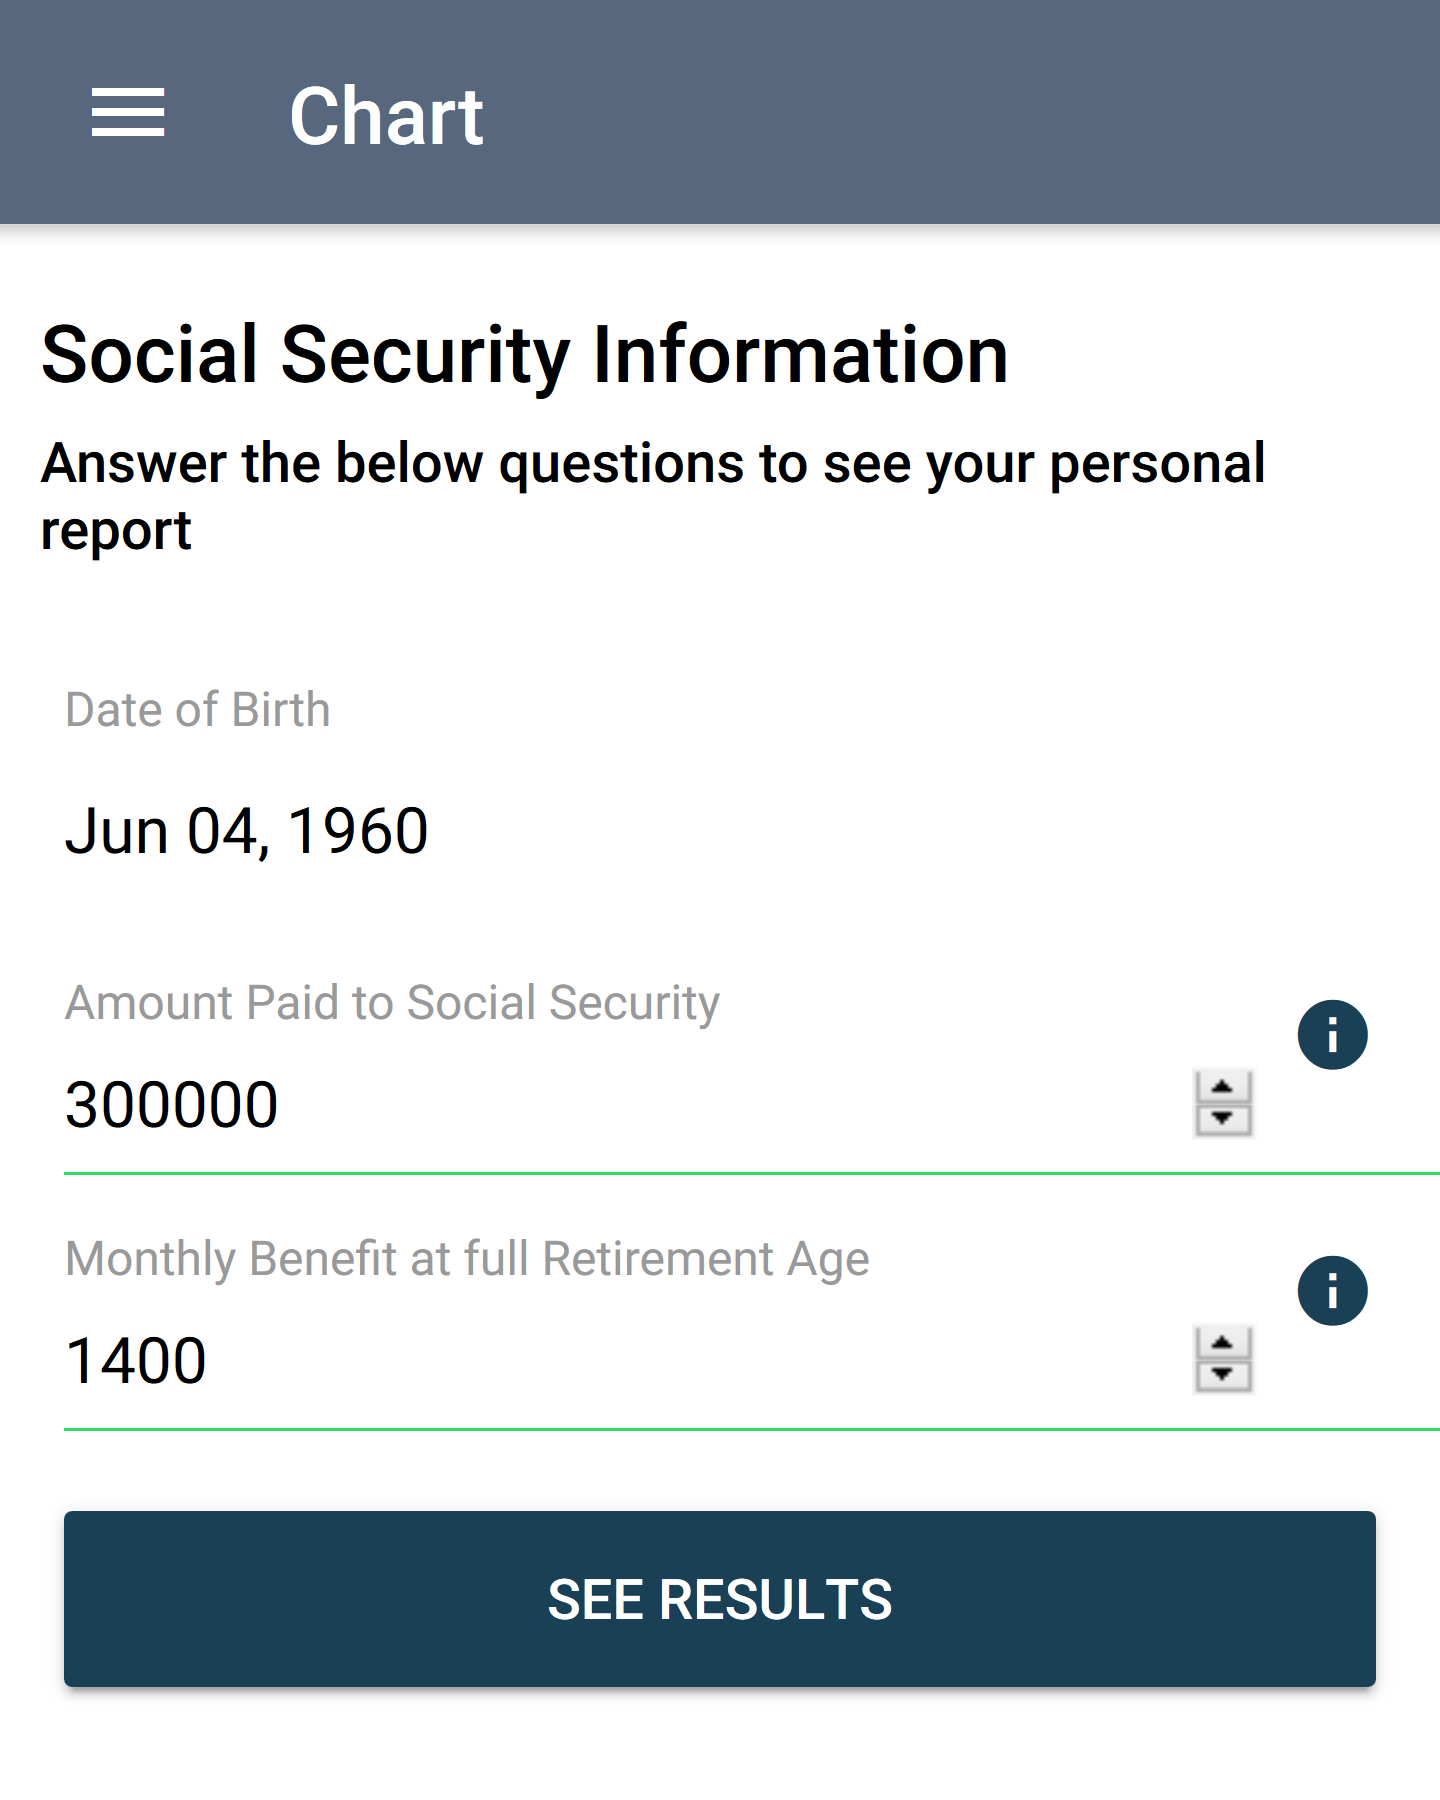 Chart
Social Security Information
Answer the below questions to see your personal
report
Date of Birth
Jun 04, 1960
Amount Paid to Social Security
300000
Monthly Benefit at full Retirement Age
1400
SEE RESULTS